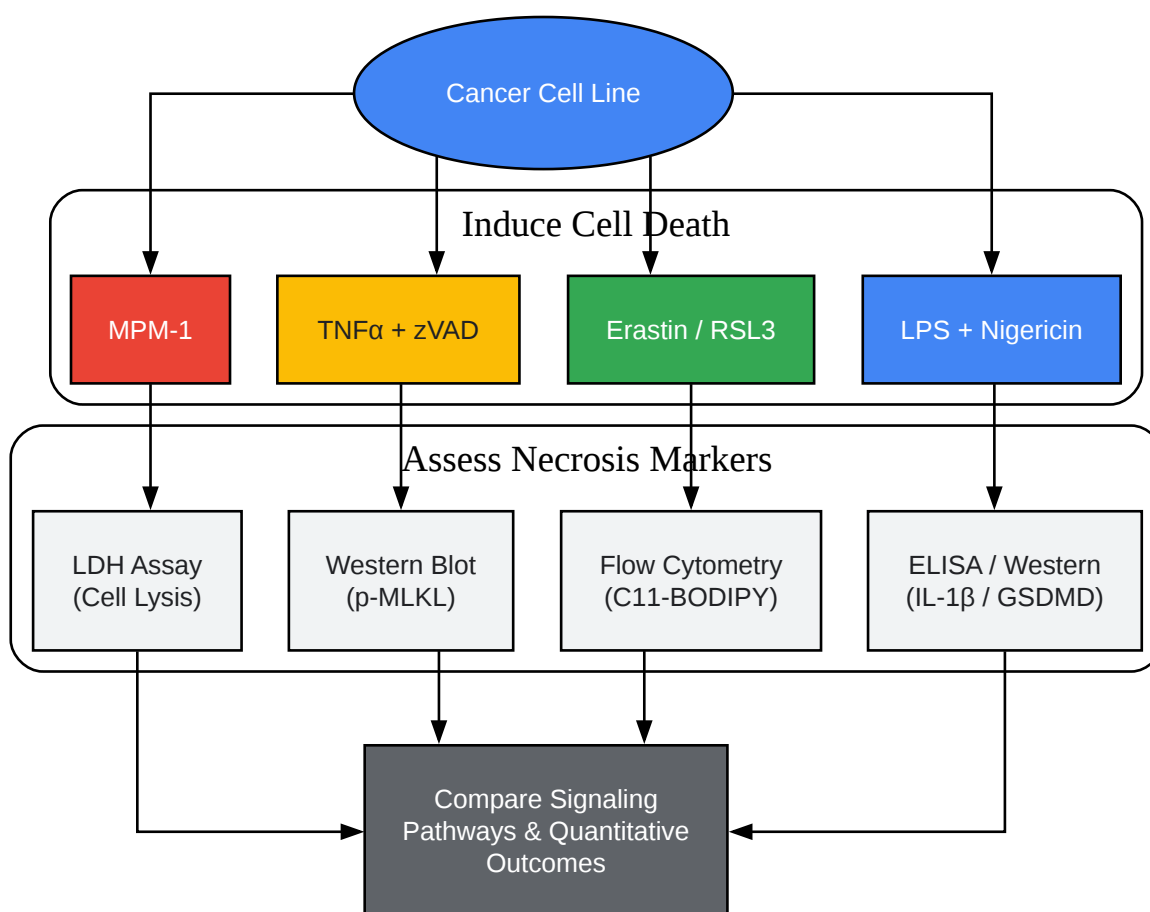 Cancer Cell Line
Induce Cell Death
MPM-1
TNFα + zVAD
Erastin / RSL3
LPS + Nigericin
Assess Necrosis Markers
LDH Assay
(Cell Lysis)
Western Blot
(p-MLKL)
Flow Cytometry
(C11-BODIPY)
ELISA / Western
(IL-1β / GSDMD)
Compare Signaling
Pathways & Quantitative
Outcomes